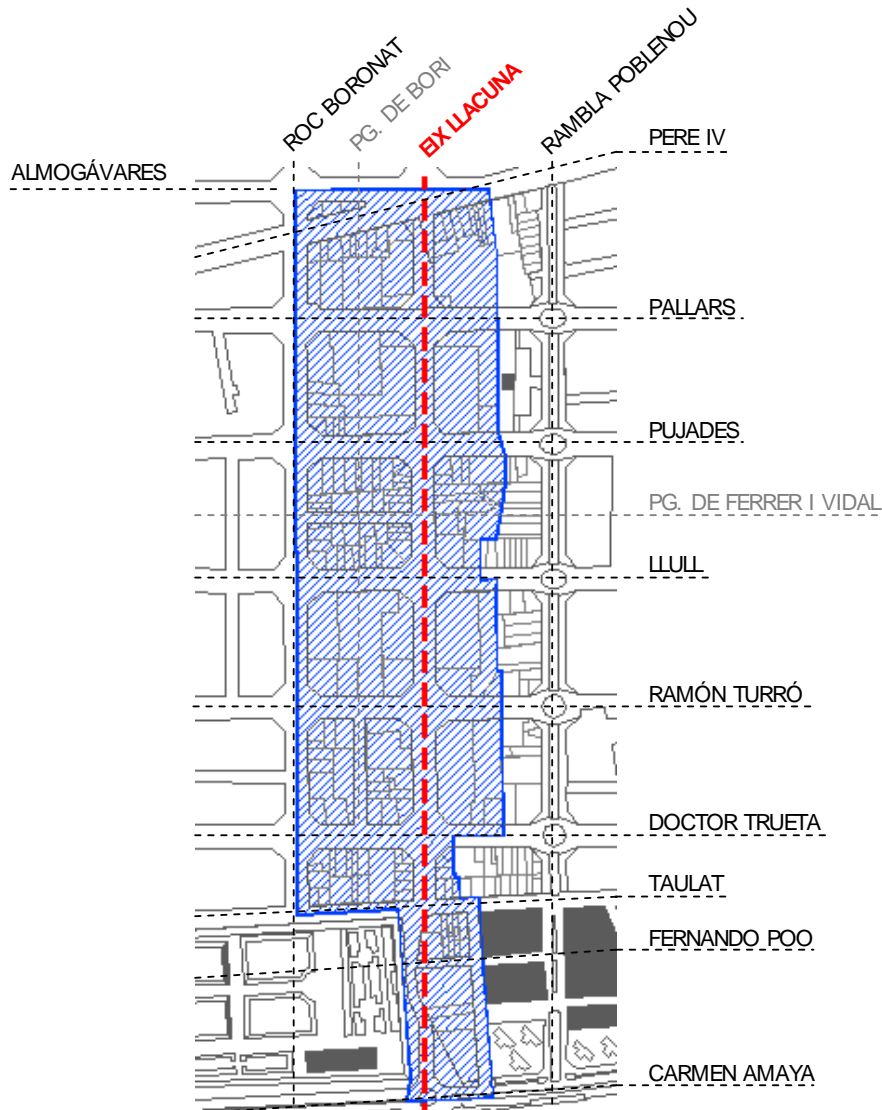 ROC BORONAT
PG. DE BORI
EIX LLACUNA
RAMBLA POBLENOU
PERE IV
ALMOGÁVARES
PALLARS
PUJADES
PG. DE FERRER I VIDAL
LLULL
RAMÓN TURRÓ
DOCTOR TRUETA
TAULAT
FERNANDO POO
CARMEN AMAYA